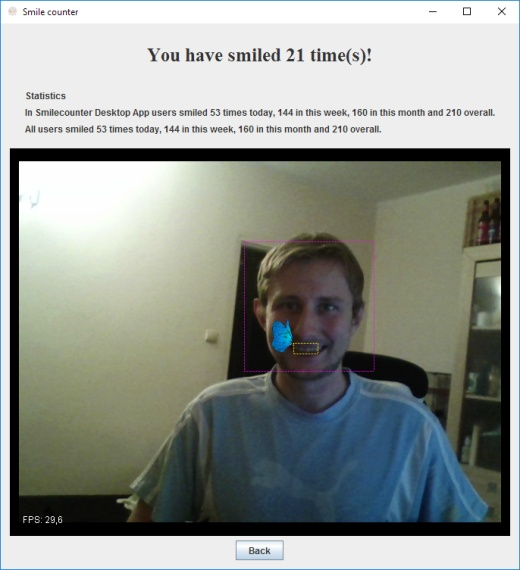 Smile counter
You have smiled 21 time(s)!
Statistics
In Smilecounter Desktop App users smiled 53 times today, 144 in this week, 160 in this month and 210 overall.
All users smiled 53 times today, 144 in this week, 160 in this month and 210 overall.
FPS: 29,6
Back